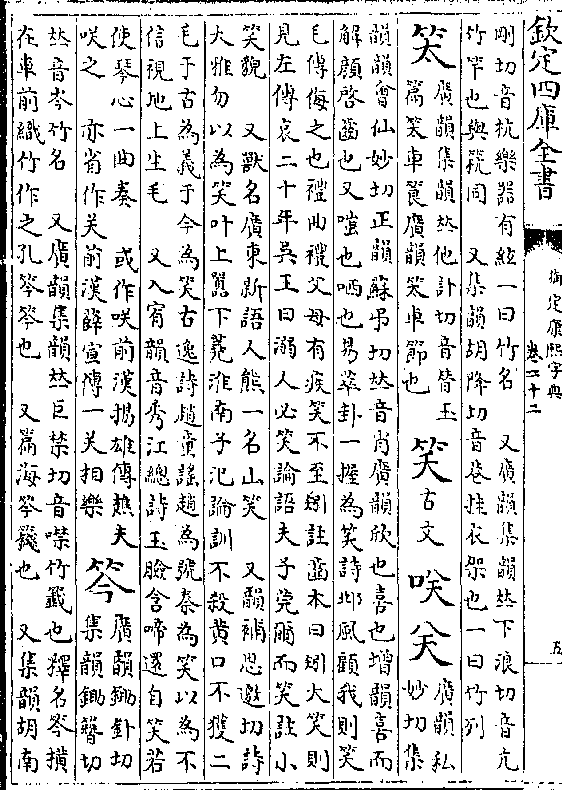 欽定四庫全書
御定康熙字典
卷二十二
五
剛切音杭樂器有絃一曰竹名　又廣韻集韻𠀤下浪切音亢
竹竿也與筦同　又集韻胡降切音巷挂衣架也一曰竹列
廣韻集韻𠀤他計切音替玉
篇　車簀廣韻　車節也
笑
古文
咲关
廣韻私
妙切集
韻韻會仙妙切正韻蘇弔切𠀤音肖廣韻欣也喜也增韻喜而
解顔啓齒也又嗤也哂也易萃卦一握為笑詩邶風顧我則笑
毛傳侮之也禮曲禮父母有疾笑不至矧註齒本曰矧大笑則
見左傳哀二十年吳王曰溺人必笑論語夫子莞爾而笑註小
笑貌　又獸名廣東新語人熊一名山笑　又韻補思邀切詩
大雅勿以為笑叶上囂下蕘淮南子氾論訓不殺黄口不獲二
毛于古為義于今為笑古逸詩趙童謠趙為號秦為笑以為不
信視地上生毛　又入宥韻音秀江總詩玉臉含啼還自笑若
使琴心一曲奏　或作咲前漢揚雄傳樵夫
咲之　亦省作关前漢薛宣傳一关相樂
笒
廣韻鋤針切
集韻鋤簪切
𠀤音岑竹名　又廣韻集韻𠀤巨禁切音噤竹籤也釋名笒橫
在車前織竹作之孔笒笒也　又篇海笒籤也　又集韻胡南